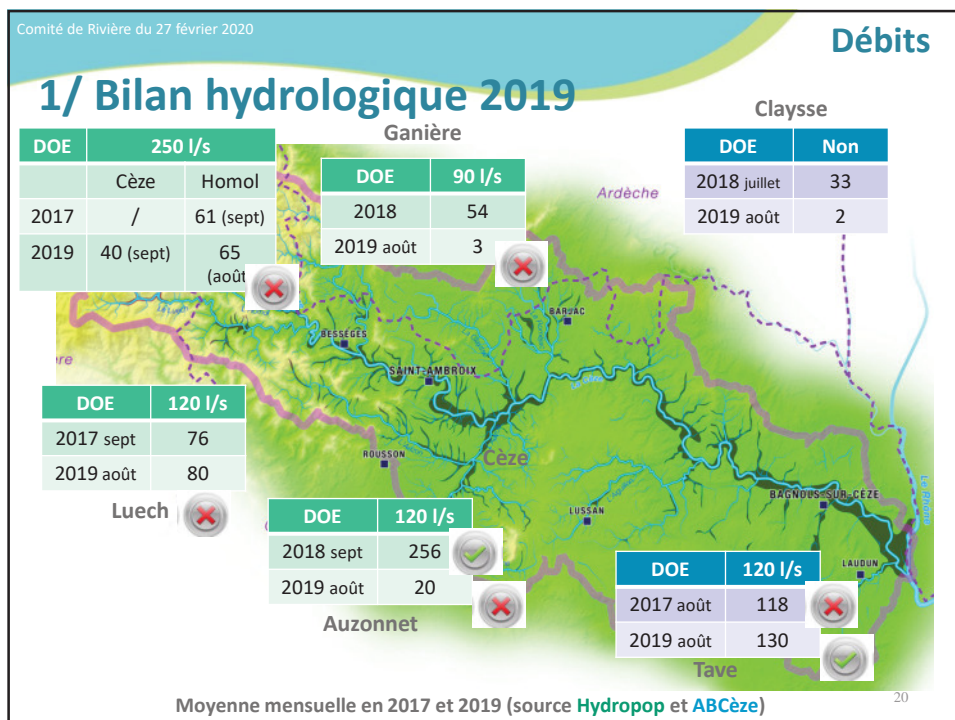 Comité de Rivière du 27 février 2020
Débits
1/ Bilan hydrologique 2019
DOE 250 l/s
Cèze Homol
2017 / 61 (sept)
2019 40 (sept) 65
(août
Ganière
DOE 90 l/s
2018 54
2019 août 3
Claysse
DOE Non
2018 juillet 33
2019 août 2
Ardèche
BESSÈGES
BARJAC
SAINT-AMBROIX
DOE 120 l/s
2017 sept 76
2019 août 80
Luech
ROUSSON
Cèze
LUSSAN
BAGNOLS-SUR-CÈZE
LAUDUN
Le Rhône
DOE 120 l/s
2018 sept 256
2019 août 20
Auzonnet
DOE 120 l/s
2017 août 118
2019 août 130
Tave
Moyenne mensuelle en 2017 et 2019 (source Hydropop et ABCèze)
20